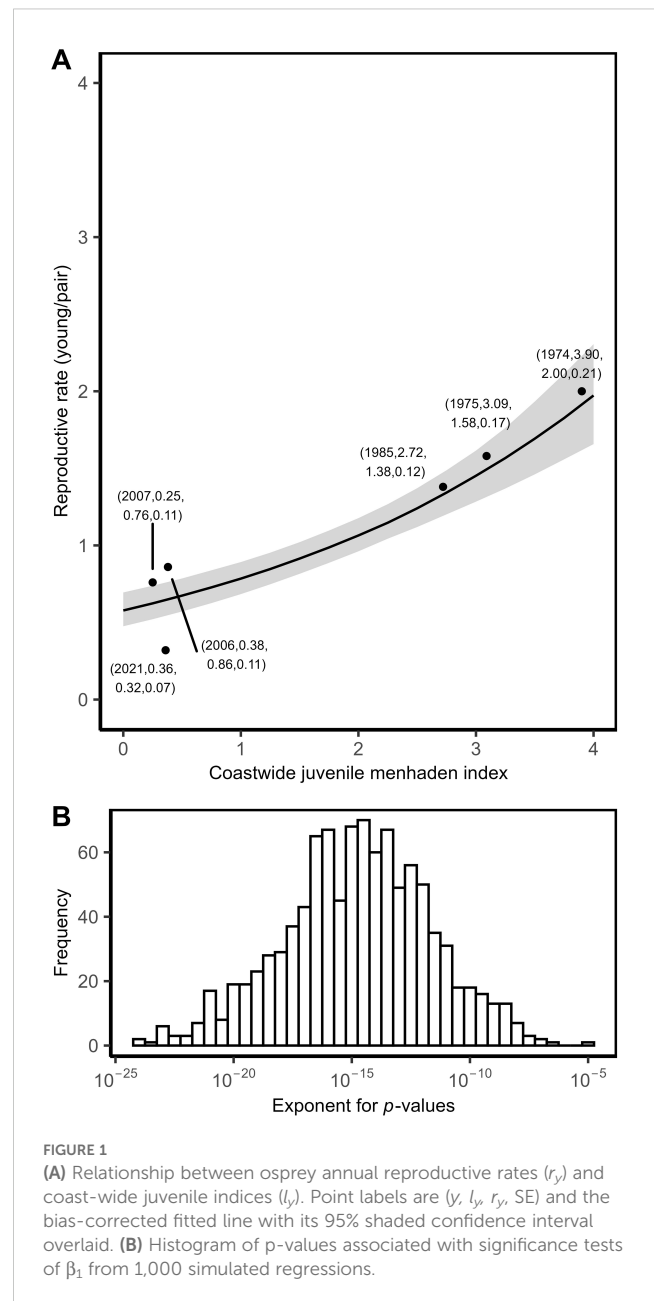 A
4
3
2
1
0
Reproductive rate (young/pair)
(1974,3.90,
2.00,0.21)
(1975,3.09,
1.58,0.17)
(1985,2.72,
1.38,0.12)
(2007,0.25,
0.76,0.11)
(2006,0.38,
0.86,0.11)
(2021,0.36,
0.32,0.07)
0 1 2 3 4
Coastwide juvenile menhaden index
B
60
40
20
0
Frequency
10⁻²⁵ 10⁻²⁰ 10⁻¹⁵ 10⁻¹⁰ 10⁻⁵
Exponent for p-values
FIGURE 1
(A) Relationship between osprey annual reproductive rates (rᵧ) and
coast-wide juvenile indices (Iᵧ). Point labels are (y, Iᵧ, rᵧ, SE) and the
bias-corrected fitted line with its 95% shaded confidence interval
overlaid. (B) Histogram of p-values associated with significance tests
of β₁ from 1,000 simulated regressions.